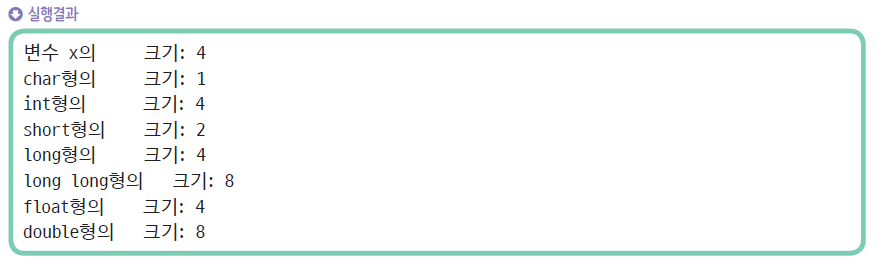 실행결과
변수 x의     크기: 4
char형의     크기: 1
int형의      크기: 4
short형의    크기: 2
long형의     크기: 4
long long형의   크기: 8
float형의    크기: 4
double형의   크기: 8